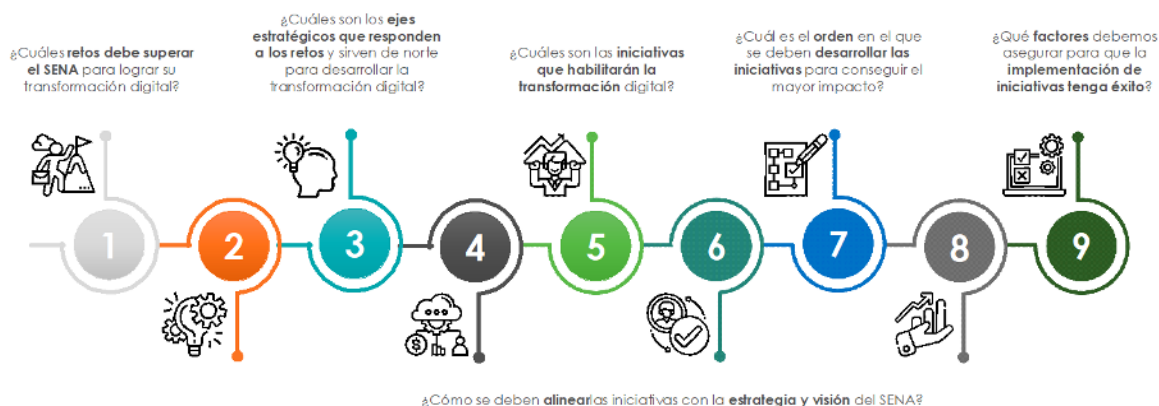 ¿Cuáles retos debe superar
el SENA para lograr su
transformación digital?
¿Cuáles son los ejes
estratégicos que responden
a los retos y sirven de norte
para desarrollar la
transformación digital?
¿Cuáles son las iniciativas
que habilitarán la
transformación digital?
¿Cuál es el orden en el que
se deben desarrollar las
iniciativas para conseguir el
mayor impacto?
¿Qué factores debemos
asegurar para que la
implementación de
iniciativas tenga éxito?
1
2
3
4
5
6
7
8
9
¿Cómo se deben alinearlas iniciativas con la estrategia y visión del SENA?